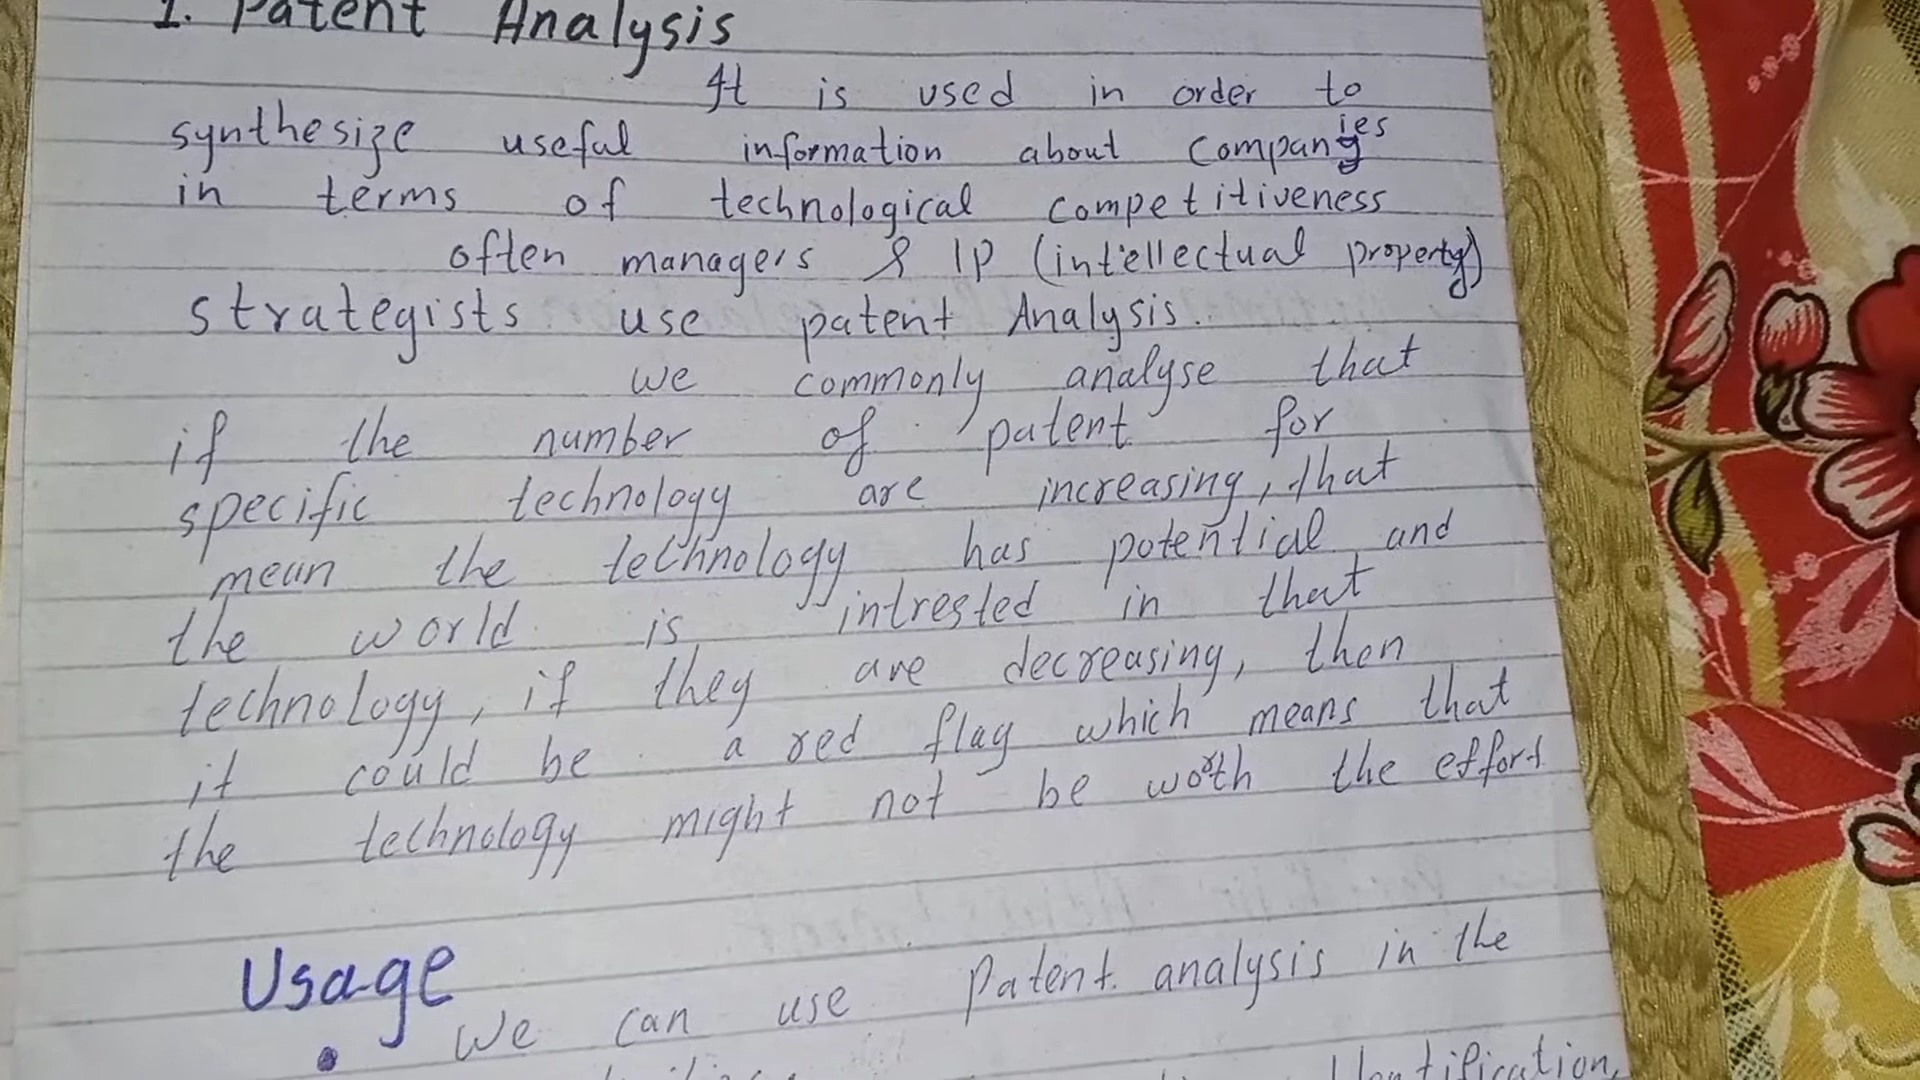 1. Patent Analysis
It is used in order to
synthesize useful information about companies
in terms of technological competitiveness
often managers & IP (intellectual property)
strategists use patent Analysis.
we commonly analyse that
if the number of patent for
specific technology are increasing, that
mean the technology has potential and
the world is intrested in that
technology, if they are decreasing, then
it could be a red flag which means that
the technology might not be worth the effort
Usage
• We can use Patent analysis in the
Identification,